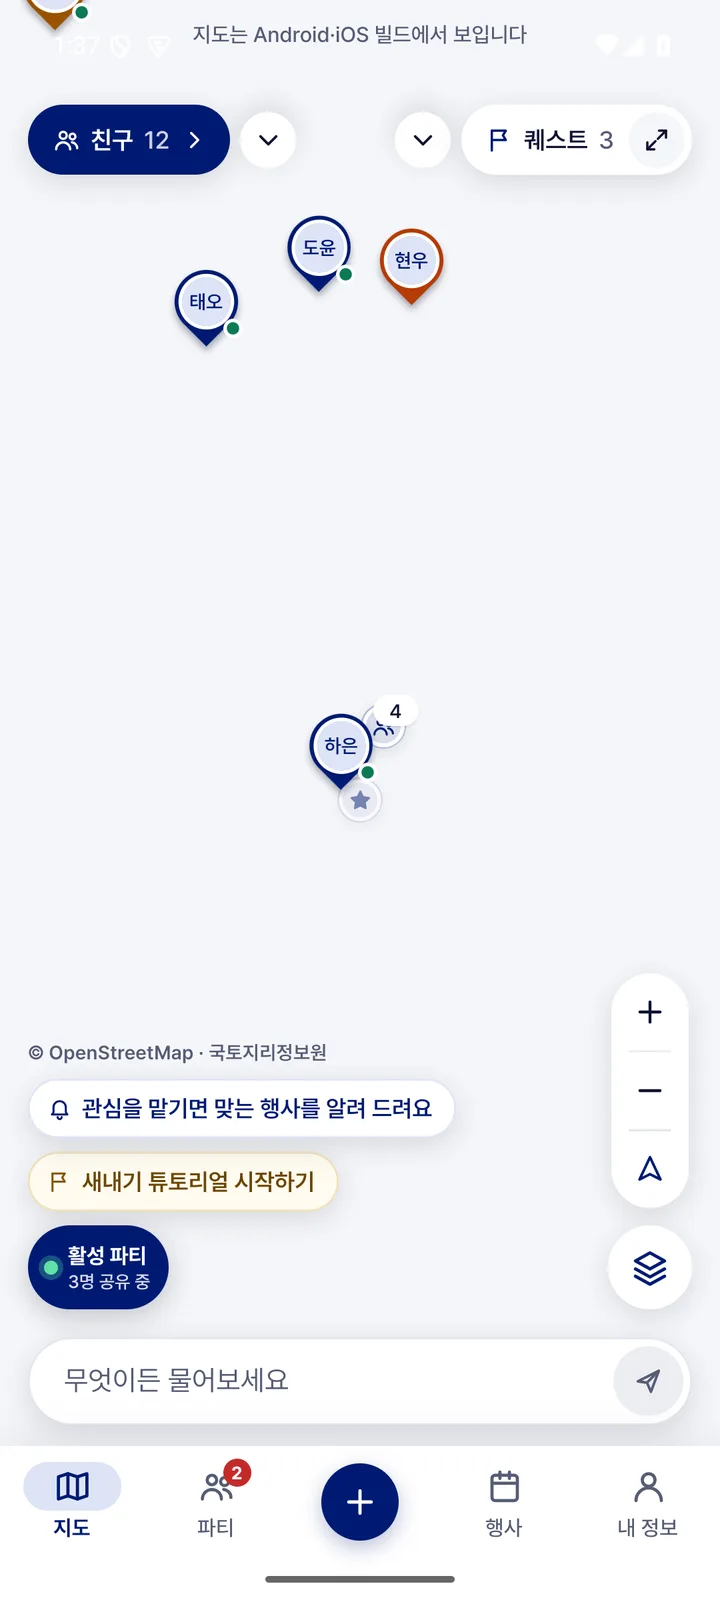 지도는 Android·iOS 빌드에서 보입니다
1:37
친구 12
퀘스트 3
도윤
현우
태오
4
하은
© OpenStreetMap · 국토지리정보원
관심을 맡기면 맞는 행사를 알려 드려요
새내기 튜토리얼 시작하기
활성 파티
3명 공유 중
무엇이든 물어보세요
2
지도
파티
행사
내 정보